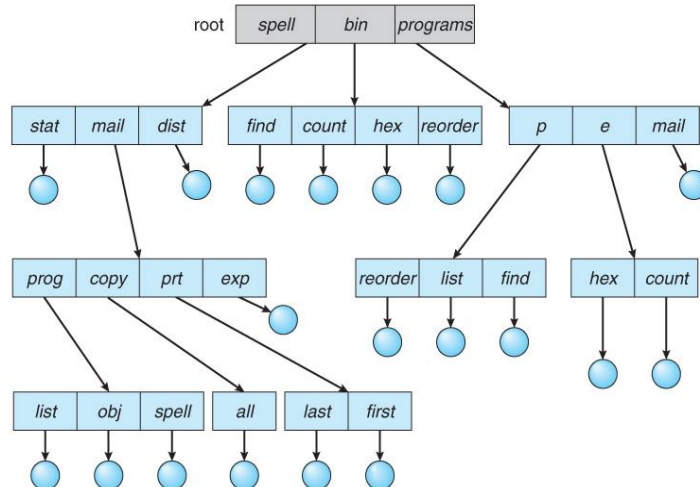 root spell bin programs
stat mail dist find count hex reorder p e mail
prog copy prt exp reorder list find hex count
list obj spell all last first